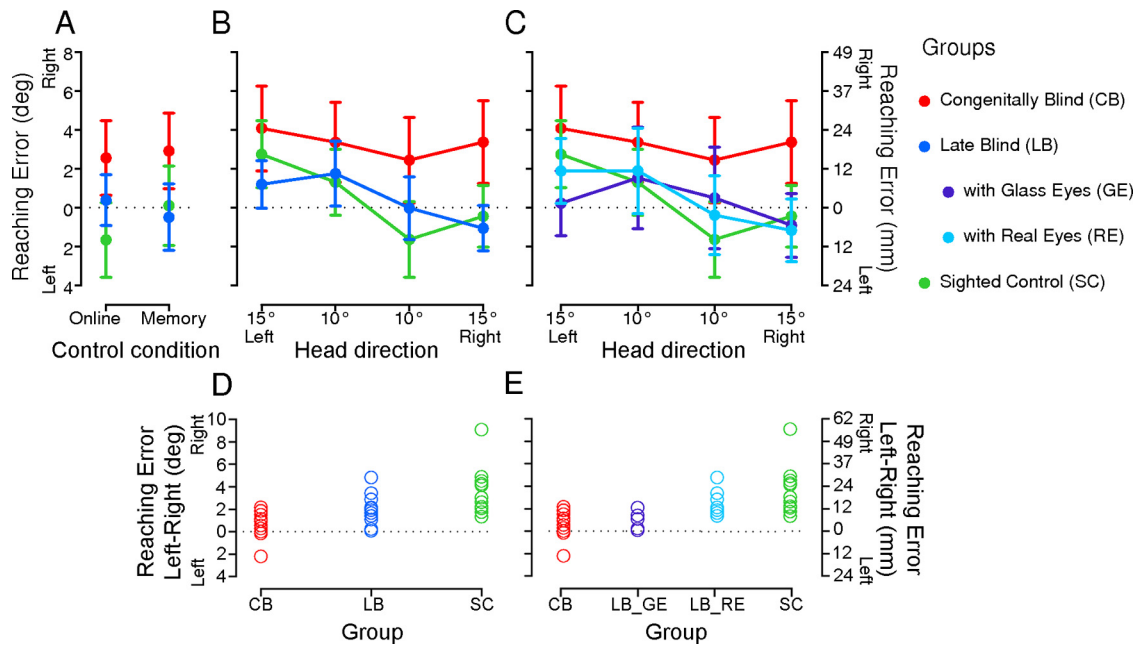 A
B
C
Reaching Error (deg)
Right
Left
8
6
4
2
0
2
4
Online
Memory
Control condition
15° 10° 10° 15°
Left Right
Head direction
15° 10° 10° 15°
Left Right
Head direction
49
37
24
12
0
12
24
Right
Left
Reaching Error (mm)
Groups
Congenitally Blind (CB)
Late Blind (LB)
with Glass Eyes (GE)
with Real Eyes (RE)
Sighted Control (SC)
D
E
Reaching Error
Left-Right (deg)
Right
Left
10
8
6
4
2
0
2
4
CB LB SC
Group
CB LB_GE LB_RE SC
Group
62
49
37
24
12
0
12
24
Right
Left
Reaching Error
Left-Right (mm)